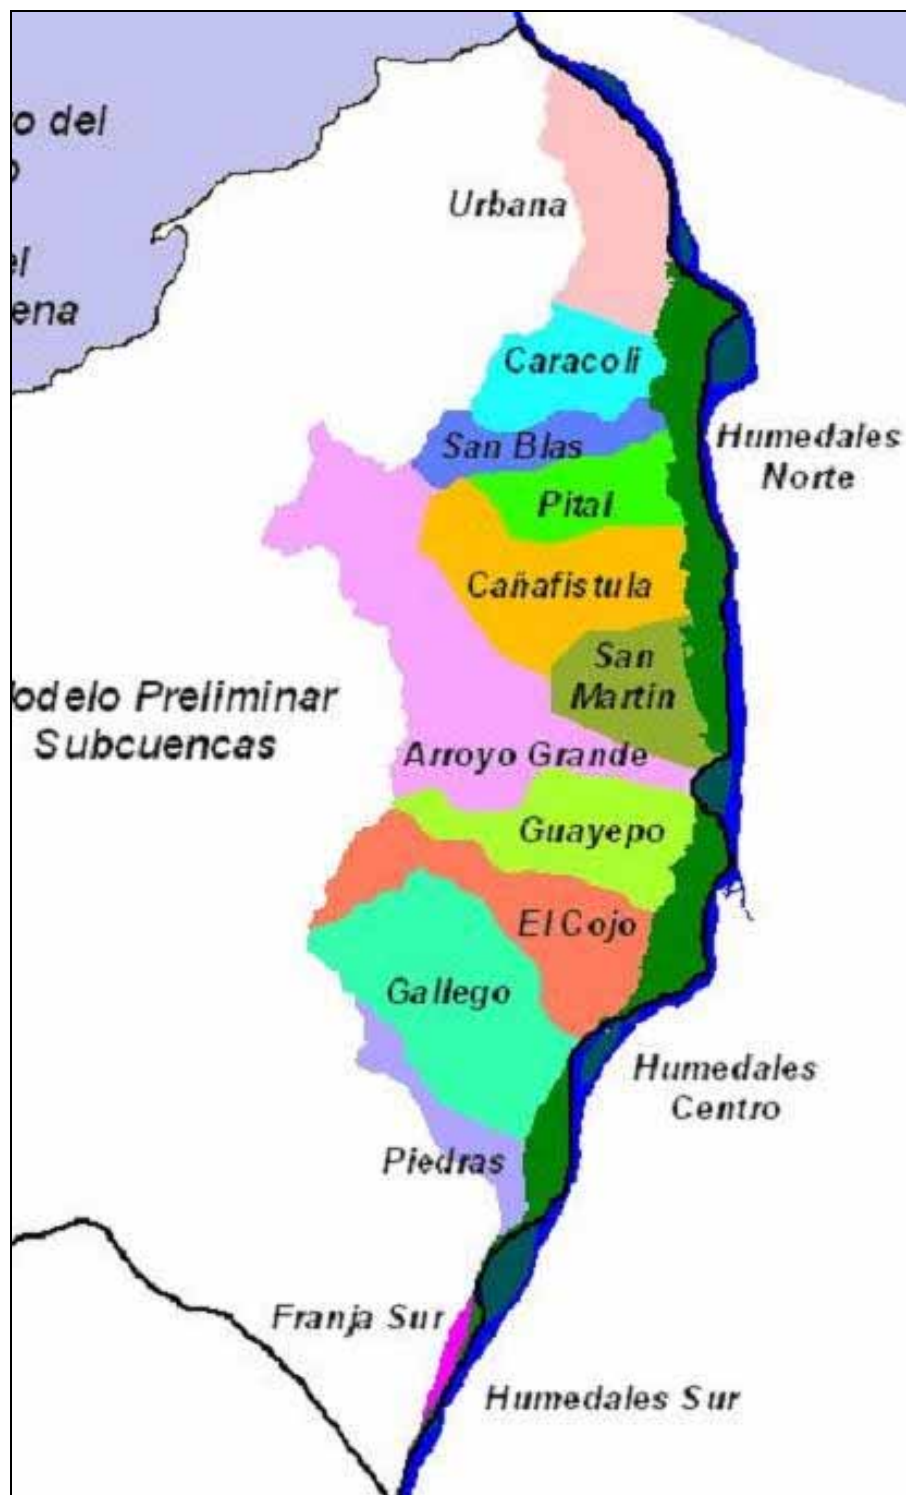 o del
el
ena
Urbana
Caracoli
San Blas
Humedales
Norte
Pital
Cañafistula
San
Martin
odelo Preliminar
Subcuencas
Arroyo Grande
Guayepo
El Cojo
Gallego
Humedales
Centro
Piedras
Franja Sur
Humedales Sur